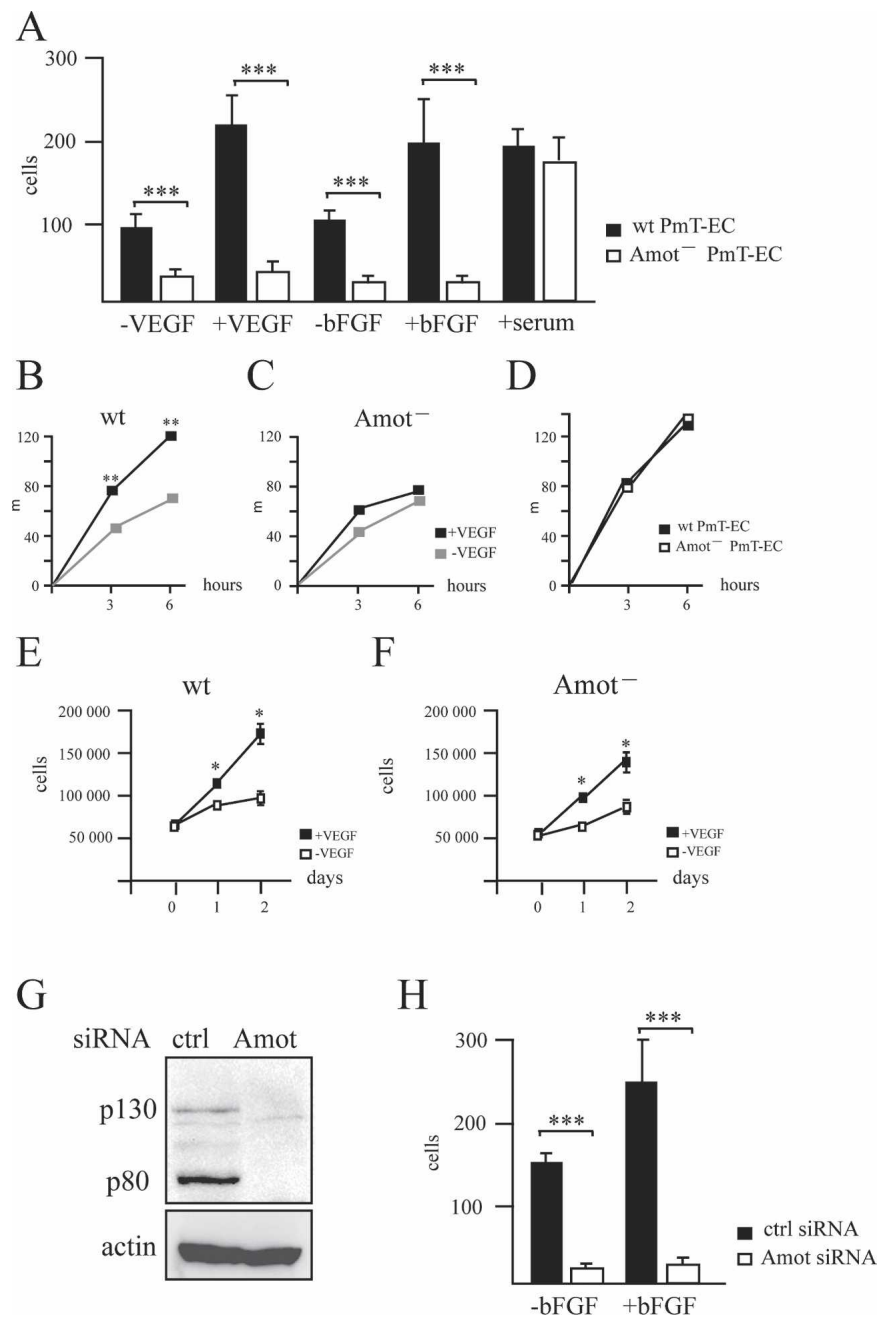 A
300
200
100
cells
***
***
***
***
wt PmT-EC
Amot— PmT-EC
-VEGF +VEGF -bFGF +bFGF +serum
B
wt
120
80
40
0
m
**
**
3 6
hours
C
Amot—
120
80
40
0
m
+VEGF
-VEGF
3 6
hours
D
120
80
40
0
m
wt PmT-EC
Amot— PmT-EC
3 6
hours
E
wt
200 000
150 000
100 000
50 000
cells
*
*
+VEGF
-VEGF
days
0 1 2
F
Amot—
200 000
150 000
100 000
50 000
cells
*
*
+VEGF
-VEGF
days
0 1 2
G
siRNA ctrl Amot
p130
p80
actin
H
300
200
100
cells
***
***
ctrl siRNA
Amot siRNA
-bFGF +bFGF